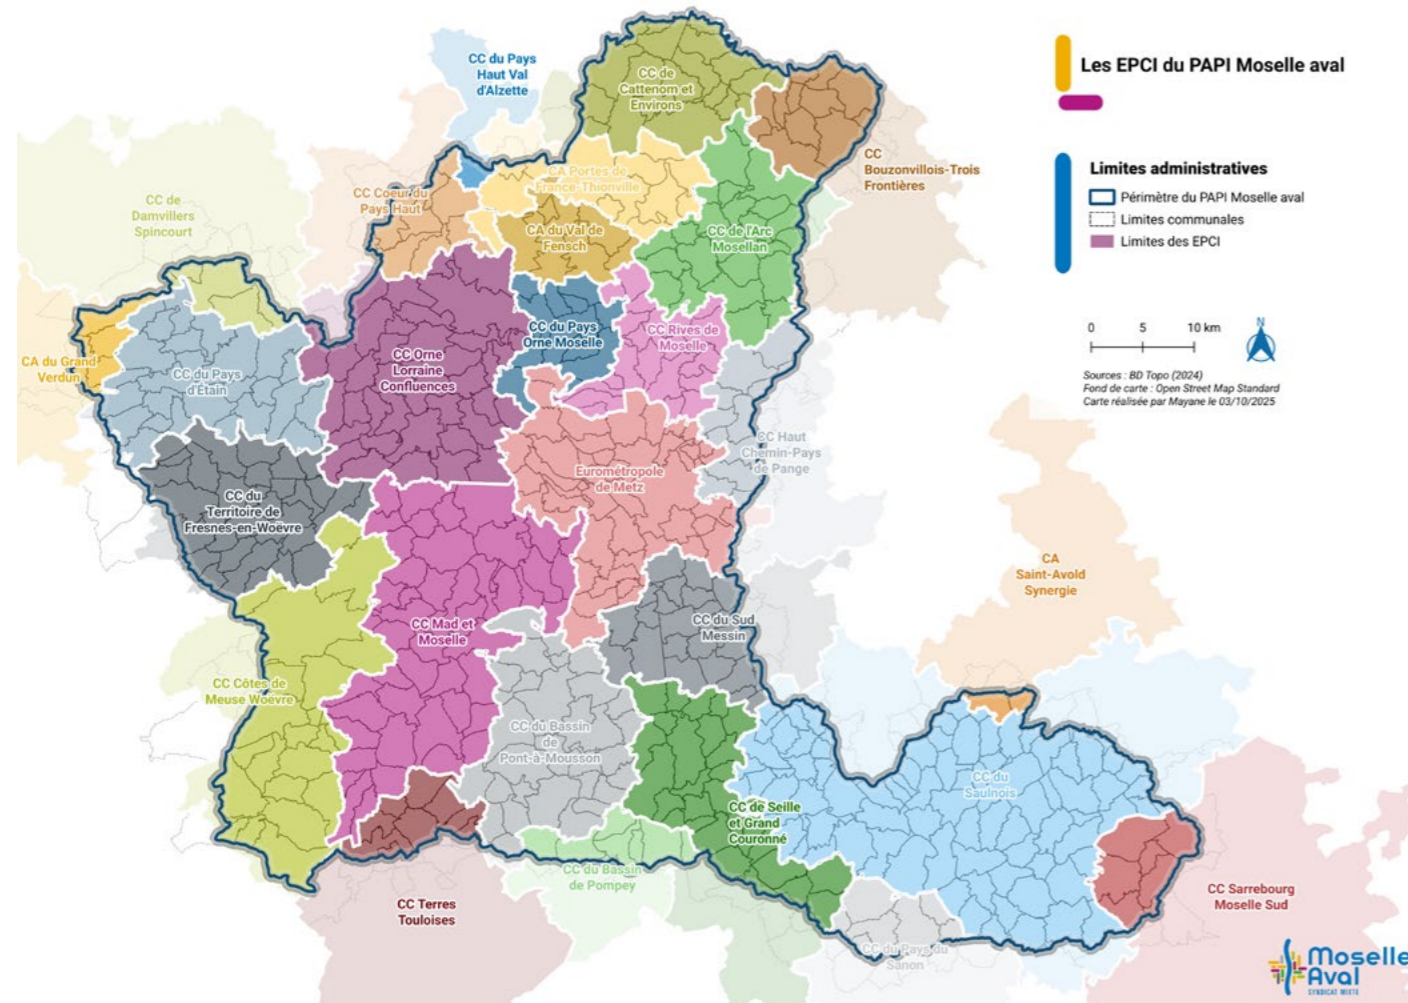 Les EPCI du PAPI Moselle aval
Limites administratives
Périmètre du PAPI Moselle aval
Limites communales
Limites des EPCI
0 5 10 km
N
Sources : BD Topo (2024)
Fond de carte : Open Street Map Standard
Carte réalisée par Mayane le 03/10/2025
CC du Pays
Haut Val
d'Alzette
CC de
Cattenom et
Environs
CC
Bouzonvillois-Trois
Frontières
CA Portes de
France-Thionville
CC Coeur du
Pays Haut
CC de
Damvillers
Spincourt
CA du Val de
Fensch
CC de l'Arc
Mosellan
CC du Pays
Orne Moselle
CC Rives de
Moselle
CC Orne
Lorraine
Confluences
CA du Grand
Verdun
CC du Pays
d'Étain
CC Haut
Chemin-Pays
de Pange
Eurométropole
de Metz
CC du
Territoire de
Fresnes-en-Woëvre
CA
Saint-Avold
Synergie
CC Mad et
Moselle
CC du Sud
Messin
CC Côtes de
Meuse Woëvre
CC du Bassin
de
Pont-à-Mousson
CC du
Saulnois
CC de Seille
et Grand
Couronné
CC du Bassin
de Pompey
CC Terres
Touloises
CC Sarrebourg
Moselle Sud
CC du Pays du
Sanon
Moselle
Aval
SYNDICAT MIXTE